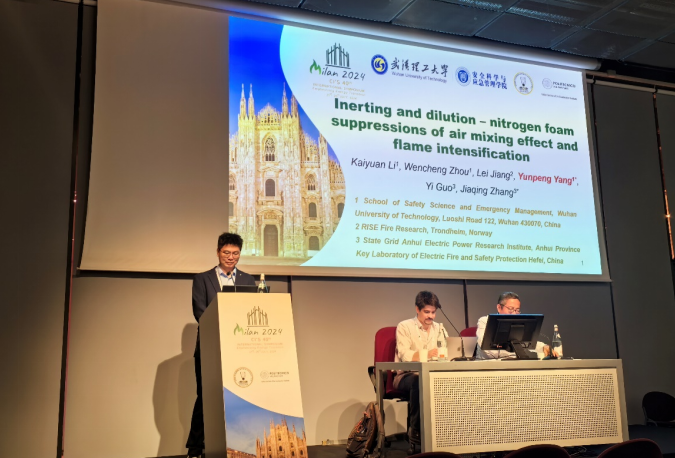 Milan 2024
武汉理工大学
Wuhan University of Technology
安全科学与
应急管理学院
POLITECNICO
Inerting and dilution – nitrogen foam
suppressions of air mixing effect and
flame intensification
Kaiyuan Li¹, Wencheng Zhou¹, Lei Jiang², Yunpeng Yang¹*,
Yi Guo³, Jiaqing Zhang³*
1 School of Safety Science and Emergency Management, Wuhan
University of Technology, Luoshi Road 122, Wuhan 430070, China
2 RISE Fire Research, Trondheim, Norway
3 State Grid Anhui Electric Power Research Institute, Anhui Province
Key Laboratory of Electric Fire and Safety Protection Hefei, China
1
Milan 2024